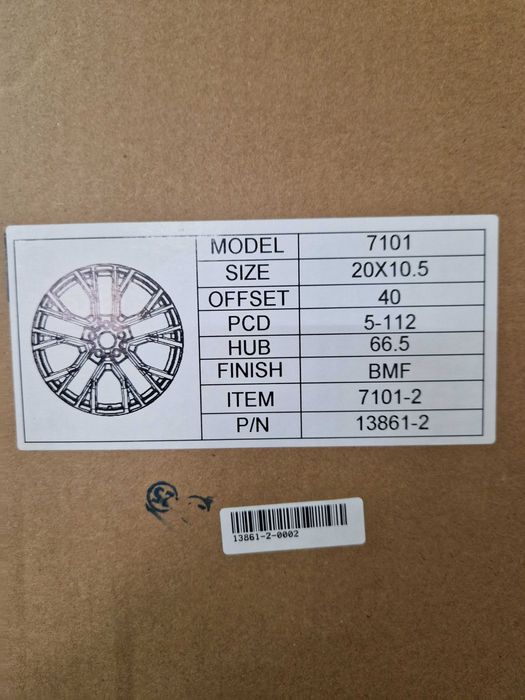 MODEL 7101
SIZE 20X10.5
OFFSET 40
PCD 5-112
HUB 66.5
FINISH BMF
ITEM 7101-2
P/N 13861-2
13861-2-0002